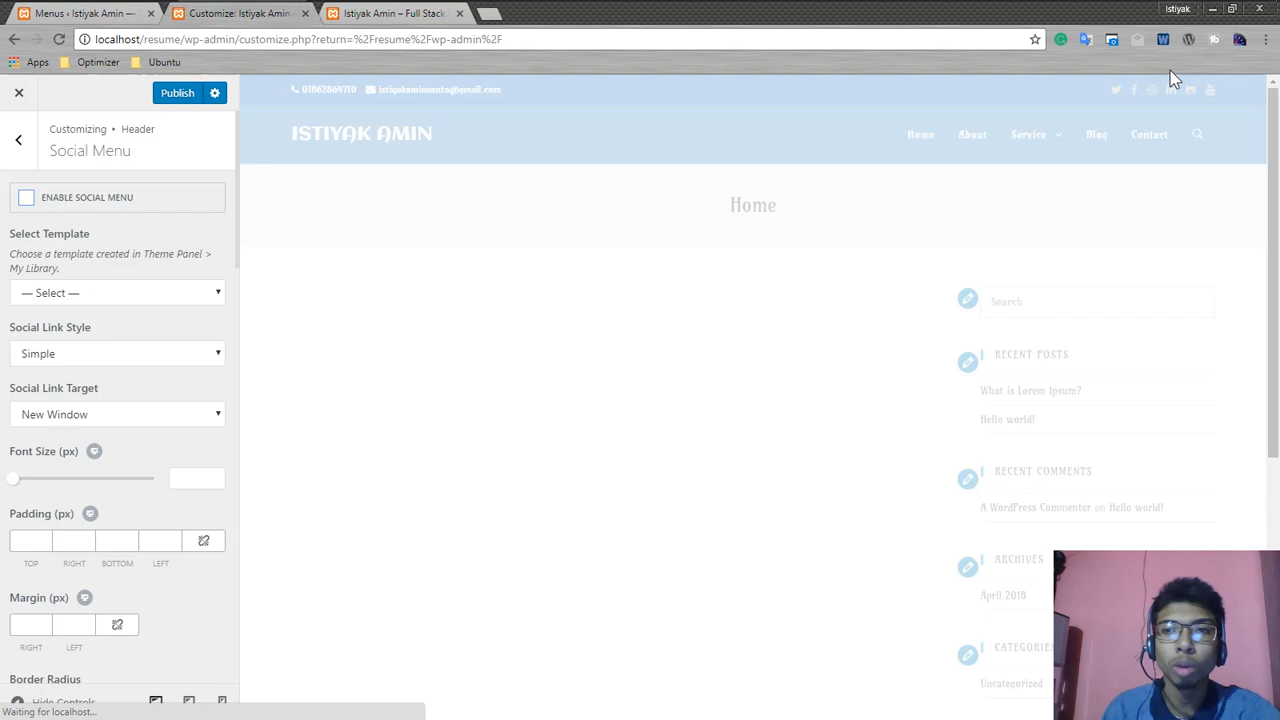 Istiyak
Menus ‹ Istiyak Amin —
Customize: Istiyak Amin
Istiyak Amin – Full Stack
localhost/resume/wp-admin/customize.php?return=%2Fresume%2Fwp-admin%2F
Apps
Optimizer
Ubuntu
Publish
Customizing ▸ Header
Social Menu
ENABLE SOCIAL MENU
Select Template
Choose a template created in Theme Panel >
My Library.
— Select —
Social Link Style
Simple
Social Link Target
New Window
Font Size (px)
Padding (px)
TOP RIGHT BOTTOM LEFT
Margin (px)
RIGHT LEFT
Border Radius
Hide Controls
Waiting for localhost...
01862864710 istiqakaminsanta@gmail.com
ISTIYAK AMIN
Home About Service Blog Contact
Home
Search
RECENT POSTS
What is Lorem Ipsum?
Hello world!
RECENT COMMENTS
A WordPress Commenter on Hello world!
ARCHIVES
April 2018
CATEGORIES
Uncategorized